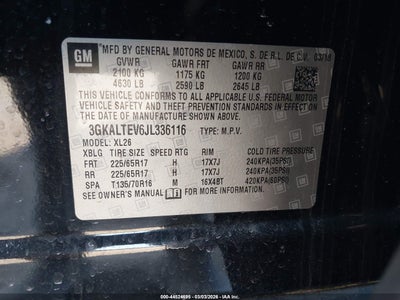 GM
MFD BY GENERAL MOTORS DE MEXICO, S. DE R.L. DE C.V. 03/18
GVWR GAWR FRT GAWR RR
2100 KG 1175 KG 1200 KG
4630 LB 2590 LB 2645 LB
THIS VEHICLE CONFORMS TO ALL APPLICABLE U.S. FEDERAL MOTOR
VEHICLE SAFETY, AND THEFT PREVENTION STANDARDS IN EFFECT ON
THE DATE OF MANUFACTURE SHOWN ABOVE.
3GKALTEV6JL336116 TYPE: M.P.V.
MODEL: XL26
XBLG TIRE SIZE SPEED RTG RIM COLD TIRE PRESSURE
FRT 225/65R17 H 17X7J 240KPA(35PSI)
RR 225/65R17 H 17X7J 240KPA(35PSI)
SPA T135/70R16 M 16X4BT 420KPA(60PSI)
SEE OWNER'S MANUAL FOR MORE INFORMATION.
000-44524695 - 03/03/2026 -